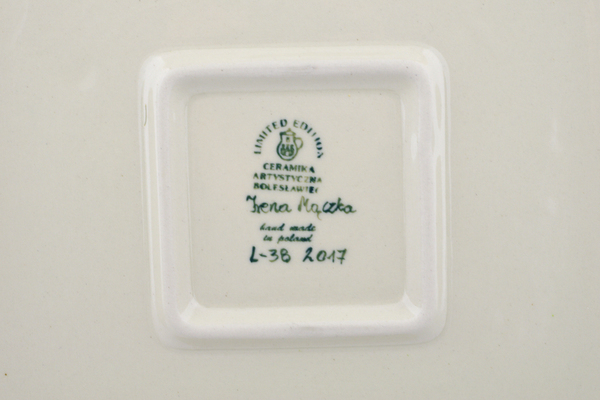 LIMITED EDITION
CERAMIKA
ARTYSTYCZNA
BOLESŁAWIEC
Irena Mączka
hand made
in poland
L-38 2017